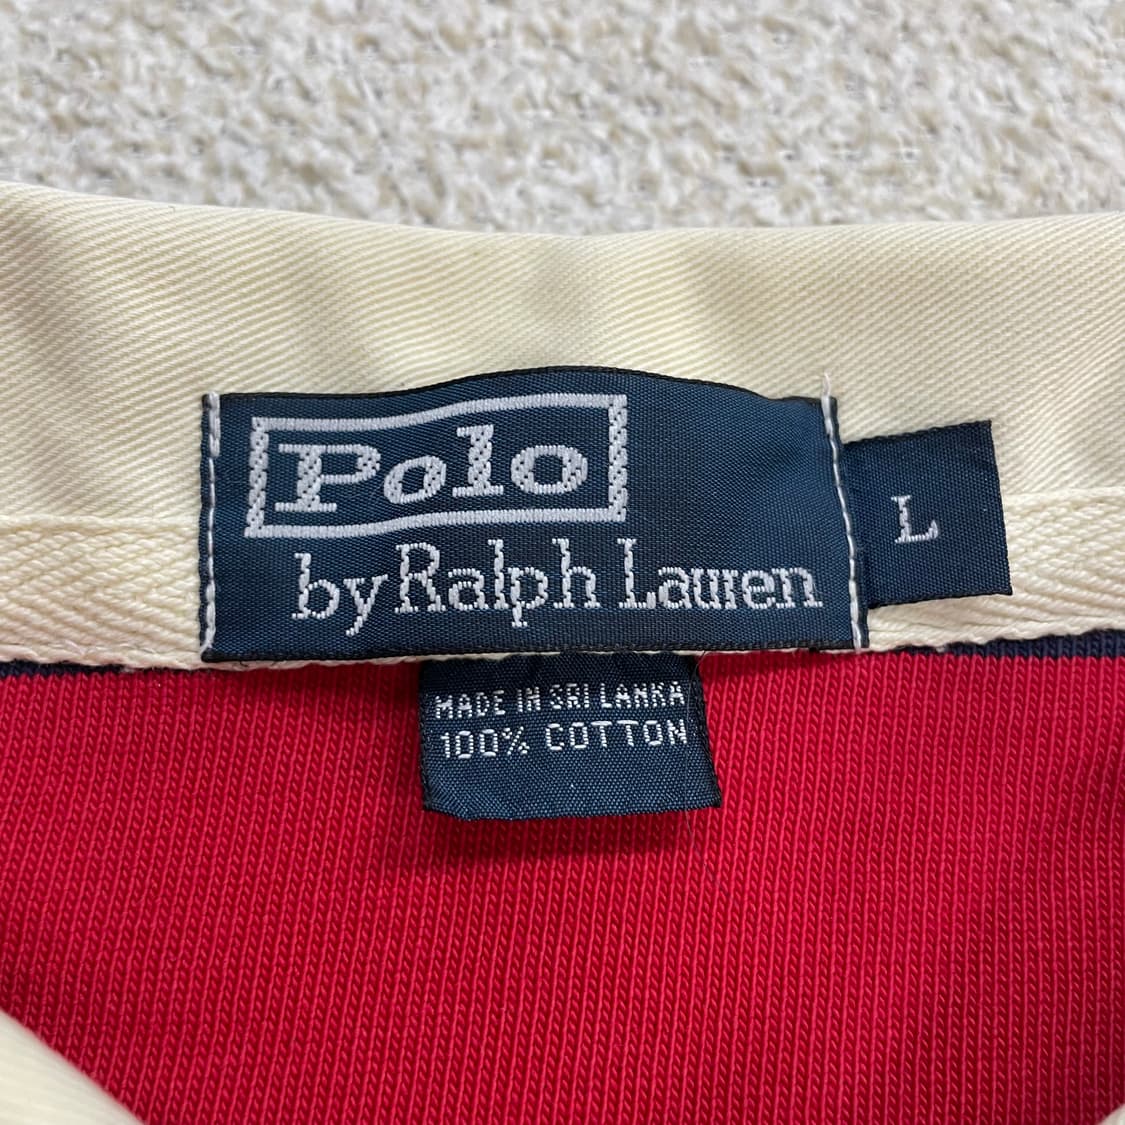 Polo
by Ralph Lauren
L
MADE IN SRI LANKA
100% COTTON